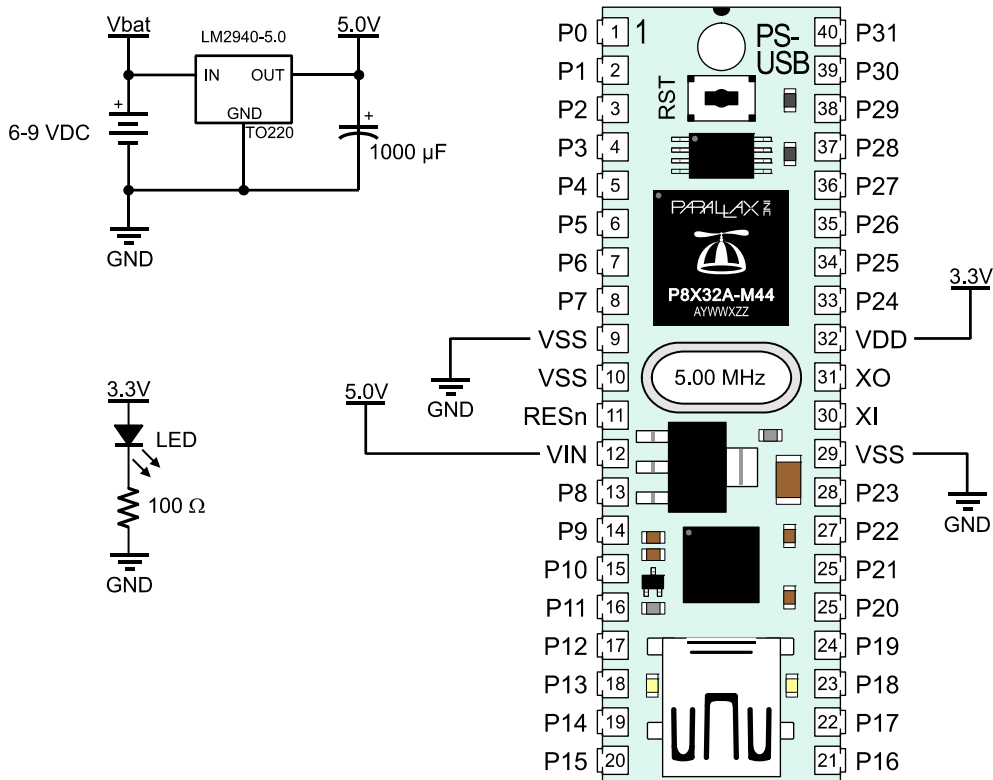 Vbat
5.0V
LM2940-5.0
IN
OUT
GND
TO220
+
6-9 VDC
+
1000 µF
GND
3.3V
LED
100 Ω
GND
GND
5.0V
P0 1
P1 2
P2 3
P3 4
P4 5
P5 6
P6 7
P7 8
VSS 9
VSS 10
RESn 11
VIN 12
P8 13
P9 14
P10 15
P11 16
P12 17
P13 18
P14 19
P15 20
1
PS-
USB
RST
PARALLAX INC
P8X32A-M44
AYWWXZZ
5.00 MHz
40 P31
39 P30
38 P29
37 P28
36 P27
35 P26
34 P25
33 P24
32 VDD
31 XO
30 XI
29 VSS
28 P23
27 P22
25 P21
25 P20
24 P19
23 P18
22 P17
21 P16
3.3V
GND